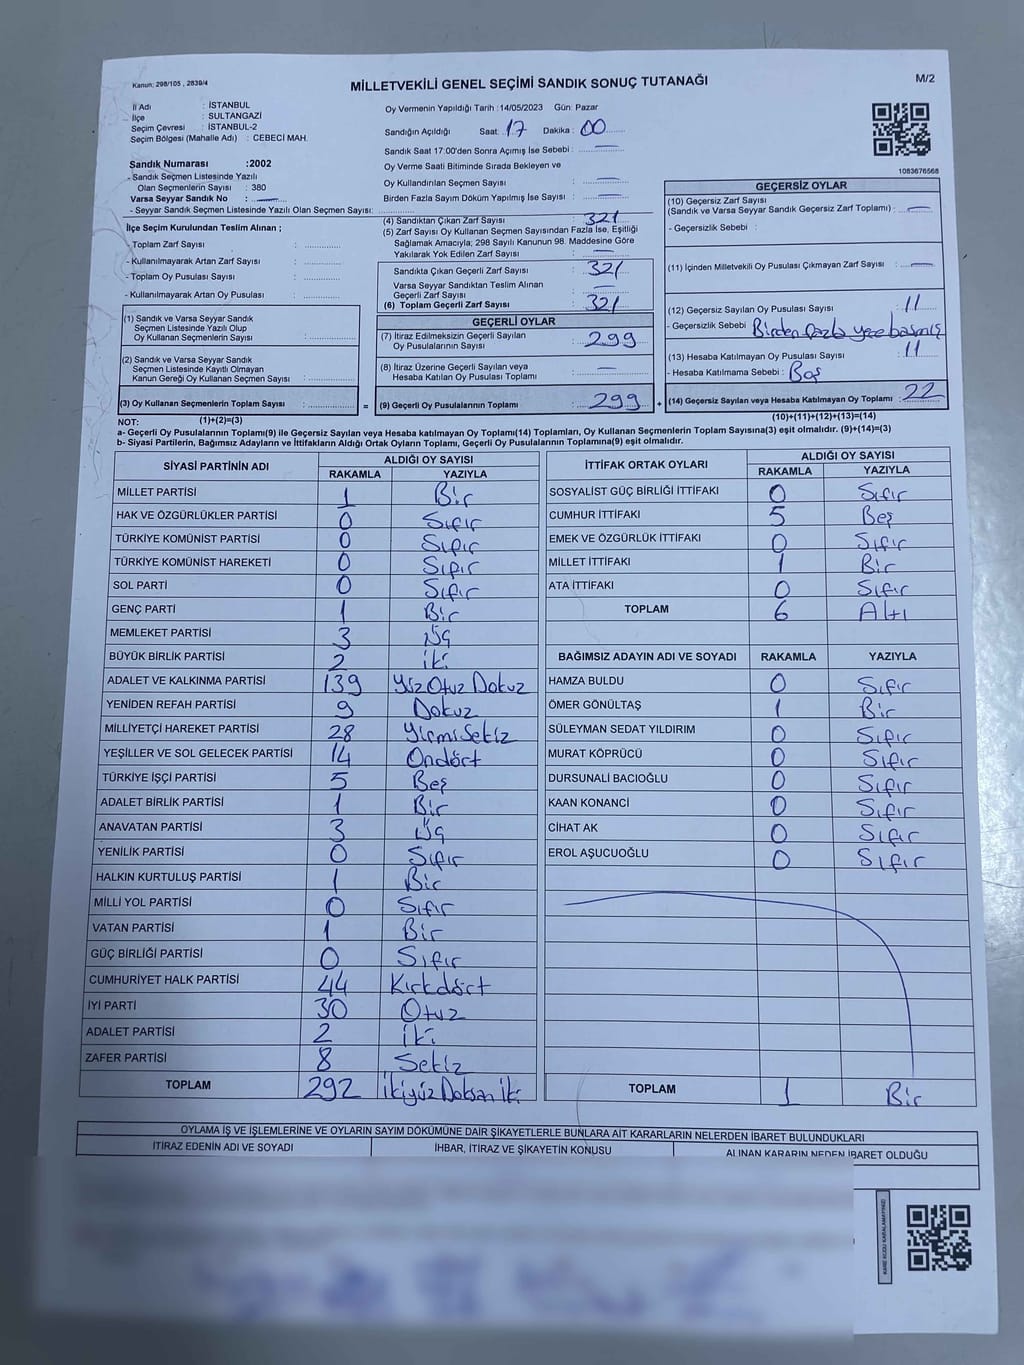 Kanun: 298/105 , 2839/4
MİLLETVEKİLİ GENEL SEÇİMİ SANDIK SONUÇ TUTANAĞI
M/2
İl Adı : İSTANBUL
İlçe : SULTANGAZİ
Seçim Çevresi : İSTANBUL-2
Seçim Bölgesi (Mahalle Adı) : CEBECİ MAH.
Sandık Numarası :2002
- Sandık Seçmen Listesinde Yazılı
Olan Seçmenlerin Sayısı : 380
Varsa Seyyar Sandık No :
- Seyyar Sandık Seçmen Listesinde Yazılı Olan Seçmen Sayısı:
İlçe Seçim Kurulundan Teslim Alınan ;
- Toplam Zarf Sayısı :
- Kullanılmayarak Artan Zarf Sayısı :
- Toplam Oy Pusulası Sayısı :
- Kullanılmayarak Artan Oy Pusulası :
(1) Sandık ve Varsa Seyyar Sandık
Seçmen Listesinde Yazılı Olup
Oy Kullanan Seçmenlerin Sayısı :
(2) Sandık ve Varsa Seyyar Sandık
Seçmen Listesinde Kayıtlı Olmayan
Kanun Gereği Oy Kullanan Seçmen Sayısı :
(3) Oy Kullanan Seçmenlerin Toplam Sayısı :
(1)+(2)=(3)
Oy Vermenin Yapıldığı Tarih :14/05/2023 Gün: Pazar
Sandığın Açıldığı Saat: 17 Dakika : 00
Sandık Saat 17:00'den Sonra Açımış İse Sebebi :
Oy Verme Saati Bitiminde Sırada Bekleyen ve
Oy Kullandırılan Seçmen Sayısı :
Birden Fazla Sayım Döküm Yapılmış İse Sayısı :
(4) Sandıktan Çıkan Zarf Sayısı : 321
(5) Zarf Sayısı Oy Kullanan Seçmen Sayısından Fazla İse, Eşitliği
Sağlamak Amacıyla; 298 Sayılı Kanunun 98. Maddesine Göre
Yakılarak Yok Edilen Zarf Sayısı :
Sandıkta Çıkan Geçerli Zarf Sayısı : 321
Varsa Seyyar Sandıktan Teslim Alınan
Geçerli Zarf Sayısı :
(6) Toplam Geçerli Zarf Sayısı : 321
GEÇERLİ OYLAR
(7) İtiraz Edilmeksizin Geçerli Sayılan
Oy Pusulalarının Sayısı : 299
(8) İtiraz Üzerine Geçerli Sayılan veya
Hesaba Katılan Oy Pusulası Toplamı :
= (9) Geçerli Oy Pusulalarının Toplamı : 299 +
1083676568
GEÇERSİZ OYLAR
(10) Geçersiz Zarf Sayısı
(Sandık ve Varsa Seyyar Sandık Geçersiz Zarf Toplamı) :
- Geçersizlik Sebebi :
(11) İçinden Milletvekili Oy Pusulası Çıkmayan Zarf Sayısı :
(12) Geçersiz Sayılan Oy Pusulası Sayısı : 11
- Geçersizlik Sebebi : Birden Fazla yere basmış
(13) Hesaba Katılmayan Oy Pusulası Sayısı : 11
- Hesaba Katılmama Sebebi : Boş
(14) Geçersiz Sayılan veya Hesaba Katılmayan Oy Toplamı : 22
(10)+(11)+(12)+(13)=(14)
NOT:
a- Geçerli Oy Pusulalarının Toplamı(9) ile Geçersiz Sayılan veya Hesaba katılmayan Oy Toplamı(14) Toplamları, Oy Kullanan Seçmenlerin Toplam Sayısına(3) eşit olmalıdır. (9)+(14)=(3)
b- Siyasi Partilerin, Bağımsız Adayların ve İttifakların Aldığı Ortak Oyların Toplamı, Geçerli Oy Pusulalarının Toplamına(9) eşit olmalıdır.
SİYASİ PARTİNİN ADI ALDIĞI OY SAYISI
RAKAMLA YAZIYLA
MİLLET PARTİSİ 1 Bir
HAK VE ÖZGÜRLÜKLER PARTİSİ 0 Sıfır
TÜRKİYE KOMÜNİST PARTİSİ 0 Sıfır
TÜRKİYE KOMÜNİST HAREKETİ 0 Sıfır
SOL PARTİ 0 Sıfır
GENÇ PARTİ 1 Bir
MEMLEKET PARTİSİ 3 Üç
BÜYÜK BİRLİK PARTİSİ 2 iki
ADALET VE KALKINMA PARTİSİ 139 Yüz Otuz Dokuz
YENİDEN REFAH PARTİSİ 9 Dokuz
MİLLİYETÇİ HAREKET PARTİSİ 28 YirmiSekiz
YEŞİLLER VE SOL GELECEK PARTİSİ 14 Ondört
TÜRKİYE İŞÇİ PARTİSİ 5 Beş
ADALET BİRLİK PARTİSİ 1 Bir
ANAVATAN PARTİSİ 3 Üç
YENİLİK PARTİSİ 0 Sıfır
HALKIN KURTULUŞ PARTİSİ 1 Bir
MİLLİ YOL PARTİSİ 0 Sıfır
VATAN PARTİSİ 1 Bir
GÜÇ BİRLİĞİ PARTİSİ 0 Sıfır
CUMHURİYET HALK PARTİSİ 44 Kırkdört
İYİ PARTİ 30 Otuz
ADALET PARTİSİ 2 iki
ZAFER PARTİSİ 8 Sekiz
TOPLAM 292 İkiyüz Doksan İki
İTTİFAK ORTAK OYLARI ALDIĞI OY SAYISI
RAKAMLA YAZIYLA
SOSYALİST GÜÇ BİRLİĞİ İTTİFAKI 0 Sıfır
CUMHUR İTTİFAKI 5 Beş
EMEK VE ÖZGÜRLÜK İTTİFAKI 0 Sıfır
MİLLET İTTİFAKI 1 Bir
ATA İTTİFAKI 0 Sıfır
TOPLAM 6 Altı
BAĞIMSIZ ADAYIN ADI VE SOYADI RAKAMLA YAZIYLA
HAMZA BULDU 0 Sıfır
ÖMER GÖNÜLTAŞ 1 Bir
SÜLEYMAN SEDAT YILDIRIM 0 Sıfır
MURAT KÖPRÜCÜ 0 Sıfır
DURSUNALİ BACIOĞLU 0 Sıfır
KAAN KONANCİ 0 Sıfır
CİHAT AK 0 Sıfır
EROL AŞUCUOĞLU 0 Sıfır
TOPLAM 1 Bir
OYLAMA İŞ VE İŞLEMLERİNE VE OYLARIN SAYIM DÖKÜMÜNE DAİR ŞİKAYETLERLE BUNLARA AİT KARARLARIN NELERDEN İBARET BULUNDUKLARI
İTİRAZ EDENİN ADI VE SOYADI İHBAR, İTİRAZ VE ŞİKAYETİN KONUSU ALINAN KARARIN NEDEN İBARET OLDUĞU
KARE KODU KARALAMAYINIZ!